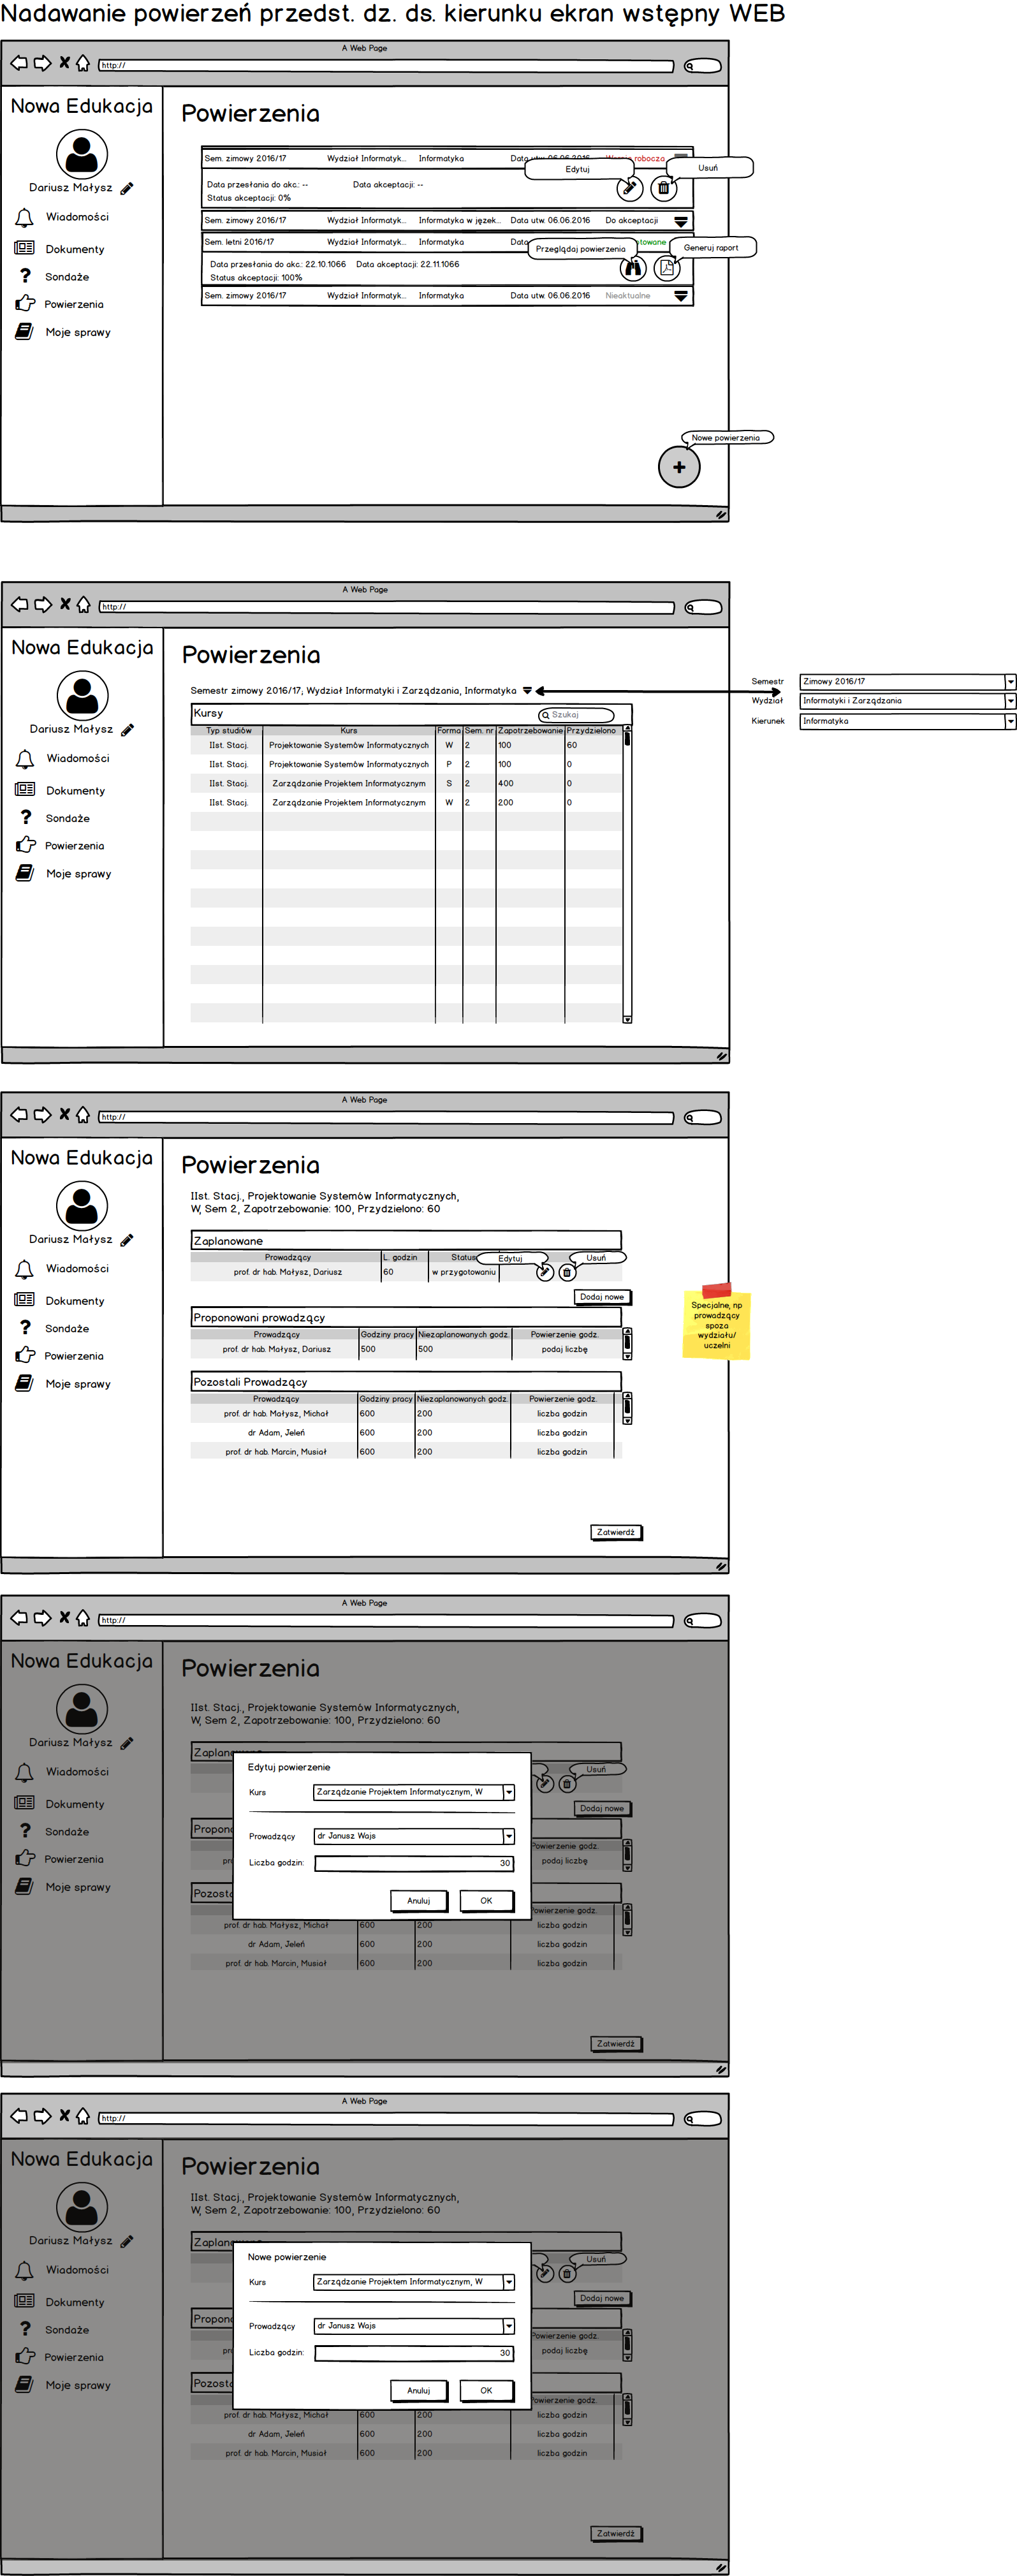 Nadawanie powierzeń przedst. dz. ds. kierunku ekran wstępny WEB
A Web Page
http://
Nowa Edukacja
Dariusz Małysz
Wiadomości
Dokumenty
? Sondaże
Powierzenia
Moje sprawy
Powierzenia
Sem. zimowy 2016/17 Wydział Informatyk... Informatyka Data utw. 06.06.2016 robocza
Edytuj
Usuń
Data przesłania do akc.: -- Data akceptacji: --
Status akceptacji: 0%
Sem. zimowy 2016/17 Wydział Informatyk... Informatyka w język... Data utw. 06.06.2016 Do akceptacji
Sem. letni 2016/17 Wydział Informatyk... Informatyka Data
Przeglądaj powierzenia
Generuj raport
Data przesłania do akc.: 22.10.1066 Data akceptacji: 22.11.1066
Status akceptacji: 100%
Sem. zimowy 2016/17 Wydział Informatyk... Informatyka Data utw. 06.06.2016 Nieaktualne
Nowe powierzenia
+
A Web Page
http://
Nowa Edukacja
Dariusz Małysz
Wiadomości
Dokumenty
? Sondaże
Powierzenia
Moje sprawy
Powierzenia
Semestr zimowy 2016/17; Wydział Informatyki i Zarządzania, Informatyka
Semestr Zimowy 2016/17
Wydział Informatyki i Zarządzania
Kierunek Informatyka
Kursy
Szukaj
Typ studiów Kurs Forma Sem. nr Zapotrzebowanie Przydzielono
IIst. Stacj. Projektowanie Systemów Informatycznych W 2 100 60
IIst. Stacj. Projektowanie Systemów Informatycznych P 2 100 0
IIst. Stacj. Zarządzanie Projektem Informatycznym S 2 400 0
IIst. Stacj. Zarządzanie Projektem Informatycznym W 2 200 0
A Web Page
http://
Nowa Edukacja
Dariusz Małysz
Wiadomości
Dokumenty
? Sondaże
Powierzenia
Moje sprawy
Powierzenia
IIst. Stacj., Projektowanie Systemów Informatycznych,
W, Sem 2, Zapotrzebowanie: 100, Przydzielono: 60
Zaplanowane
Prowadzący L. godzin Status
Edytuj
Usuń
prof. dr hab. Małysz, Dariusz 60 w przygotowaniu
Dodaj nowe
Proponowani prowadzący
Prowadzący Godziny pracy Niezaplanowanych godz. Powierzenie godz.
prof. dr hab. Małysz, Dariusz 500 500 podaj liczbę
Specjalne, np
prowadzący
spoza
wydziału/
uczelni
Pozostali Prowadzący
Prowadzący Godziny pracy Niezaplanowanych godz. Powierzenie godz.
prof. dr hab. Małysz, Michał 600 200 liczba godzin
dr Adam, Jeleń 600 200 liczba godzin
prof. dr hab. Marcin, Musiał 600 200 liczba godzin
Zatwierdź
A Web Page
http://
Nowa Edukacja
Dariusz Małysz
Wiadomości
Dokumenty
? Sondaże
Powierzenia
Moje sprawy
Powierzenia
IIst. Stacj., Projektowanie Systemów Informatycznych,
W, Sem 2, Zapotrzebowanie: 100, Przydzielono: 60
Usuń
Dodaj nowe
Edytuj powierzenie
Kurs Zarządzanie Projektem Informatycznym, W
Prowadzący dr Janusz Wajs
Liczba godzin: 30
Anuluj OK
Powierzenie godz.
podaj liczbę
Powierzenie godz.
prof. dr hab. Małysz, Michał 600 200 liczba godzin
dr Adam, Jeleń 600 200 liczba godzin
prof. dr hab. Marcin, Musiał 600 200 liczba godzin
Zatwierdź
A Web Page
http://
Nowa Edukacja
Dariusz Małysz
Wiadomości
Dokumenty
? Sondaże
Powierzenia
Moje sprawy
Powierzenia
IIst. Stacj., Projektowanie Systemów Informatycznych,
W, Sem 2, Zapotrzebowanie: 100, Przydzielono: 60
Usuń
Dodaj nowe
Nowe powierzenie
Kurs Zarządzanie Projektem Informatycznym, W
Prowadzący dr Janusz Wajs
Liczba godzin: 30
Anuluj OK
Powierzenie godz.
podaj liczbę
Powierzenie godz.
prof. dr hab. Małysz, Michał 600 200 liczba godzin
dr Adam, Jeleń 600 200 liczba godzin
prof. dr hab. Marcin, Musiał 600 200 liczba godzin
Zatwierdź